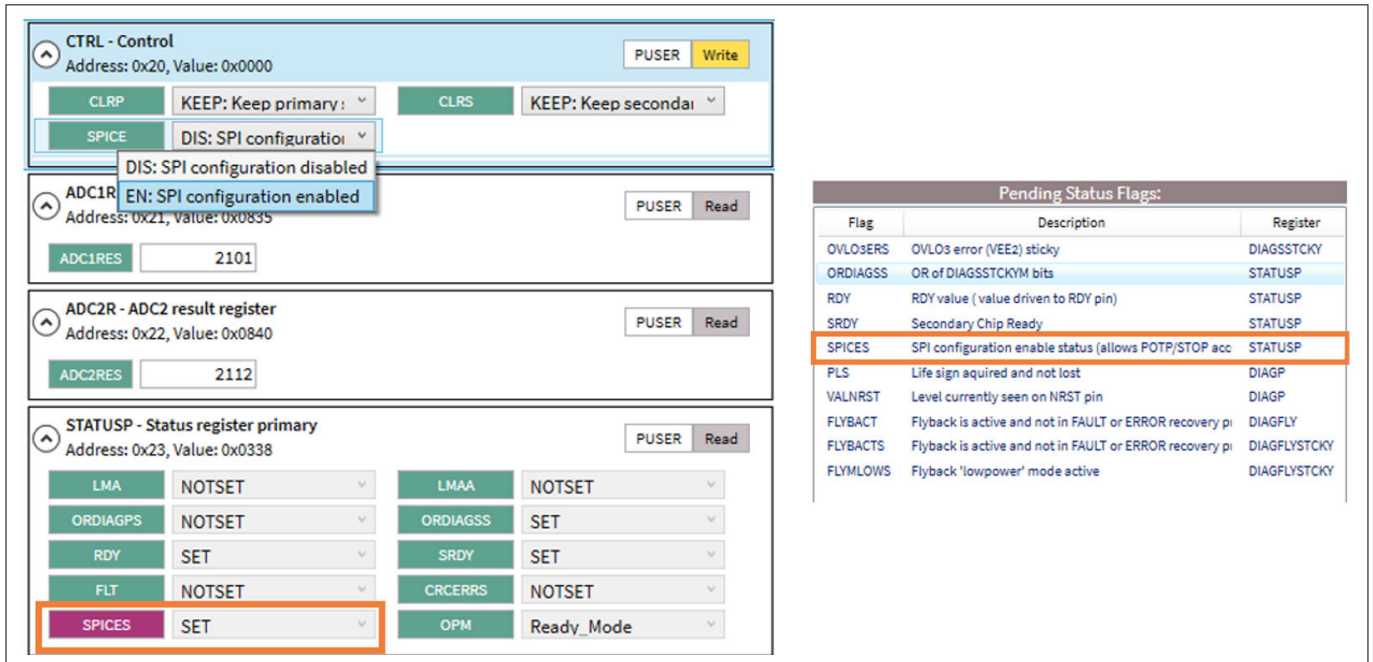 CTRL - Control
Address: 0x20, Value: 0x0000
PUSER Write
CLRP KEEP: Keep primary : CLRS KEEP: Keep secondar
SPICE DIS: SPI configuration
DIS: SPI configuration disabled
EN: SPI configuration enabled
ADC1R
Address: 0x21, Value: 0x0835
PUSER Read
ADC1RES 2101
ADC2R - ADC2 result register
Address: 0x22, Value: 0x0840
PUSER Read
ADC2RES 2112
STATUSP - Status register primary
Address: 0x23, Value: 0x0338
PUSER Read
LMA NOTSET LMAA NOTSET
ORDIAGPS NOTSET ORDIAGSS SET
RDY SET SRDY SET
FLT NOTSET CRCERRS NOTSET
SPICES SET OPM Ready_Mode
Pending Status Flags:
Flag Description Register
OVLO3ERS OVLO3 error (VEE2) sticky DIAGSSTCKY
ORDIAGSS OR of DIAGSSTCKYM bits STATUSP
RDY RDY value ( value driven to RDY pin) STATUSP
SRDY Secondary Chip Ready STATUSP
SPICES SPI configuration enable status (allows POTP/STOP acc STATUSP
PLS Life sign aquired and not lost DIAGP
VALNRST Level currently seen on NRST pin DIAGP
FLYBACT Flyback is active and not in FAULT or ERROR recovery pr DIAGFLY
FLYBACTS Flyback is active and not in FAULT or ERROR recovery pr DIAGFLYSTCKY
FLYMLOWS Flyback 'lowpower' mode active DIAGFLYSTCKY